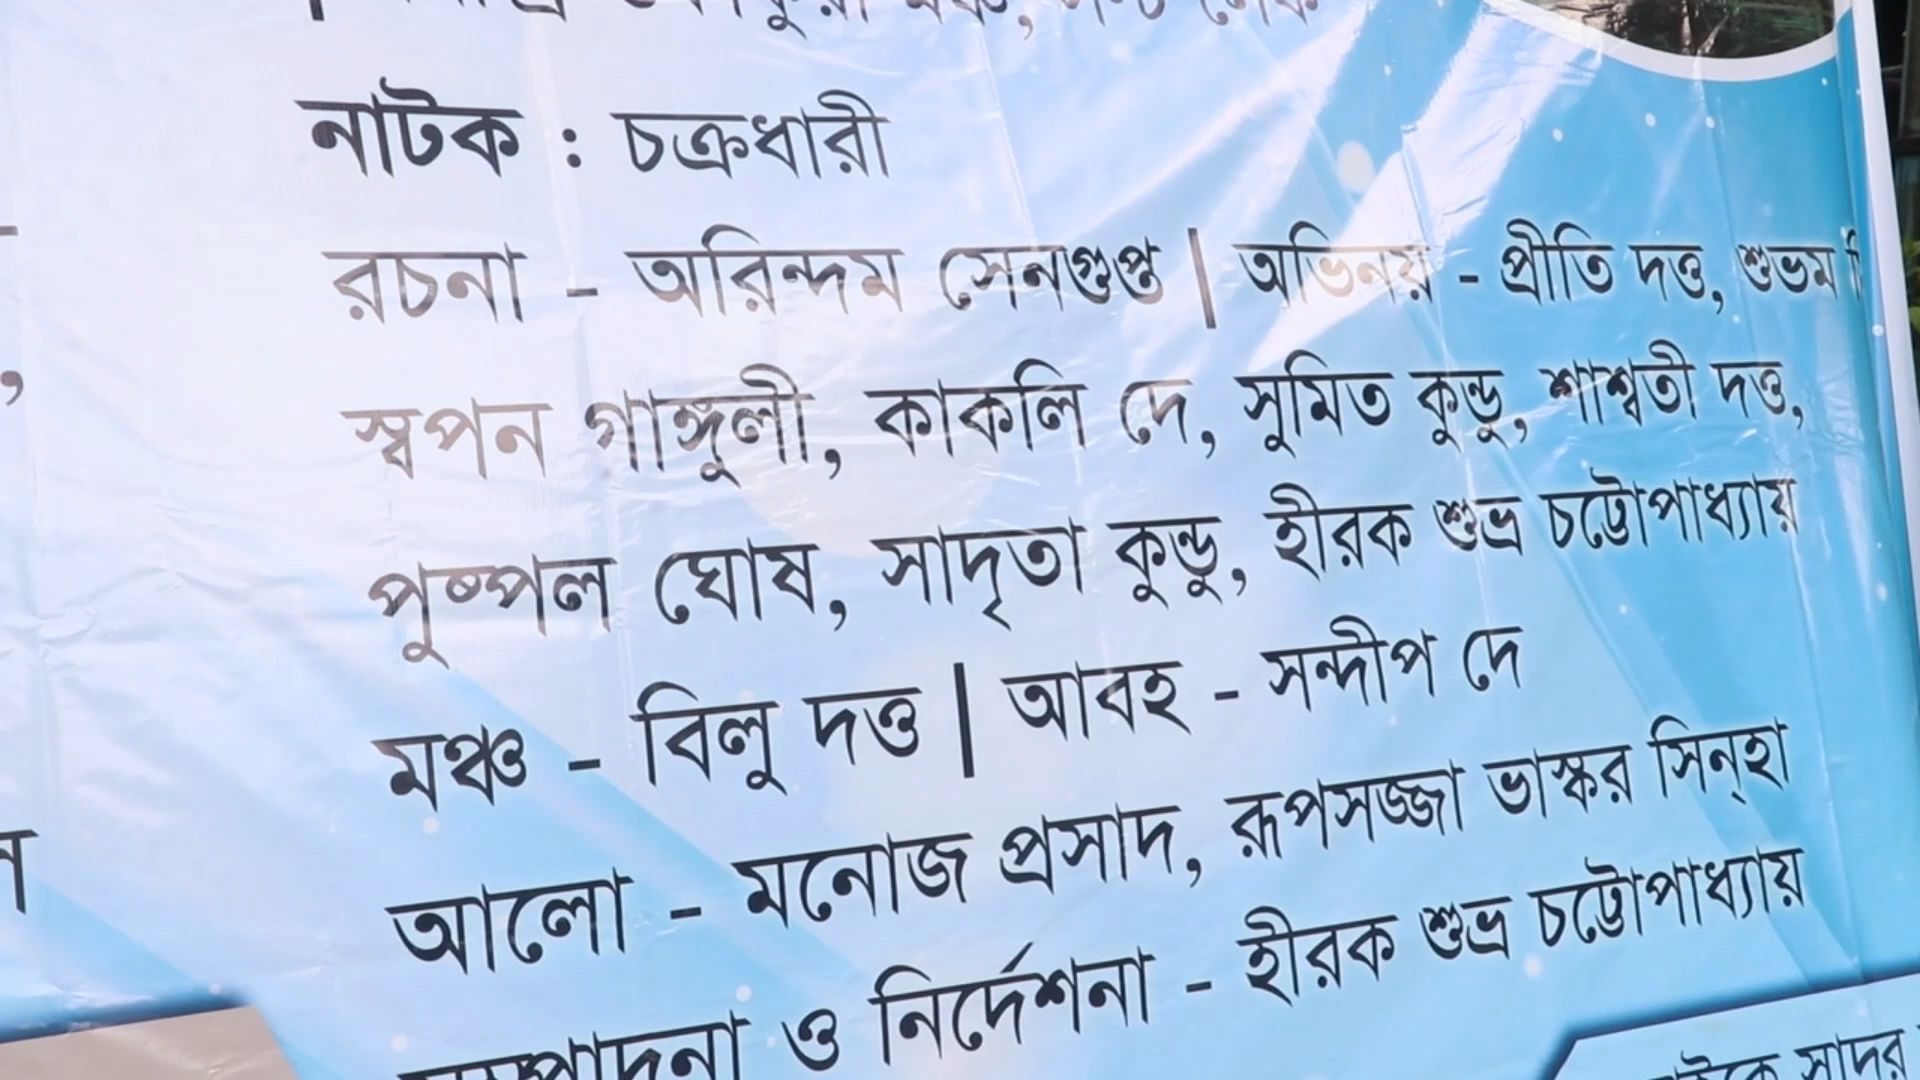 নাটক : চক্রধারী
রচনা - অরিন্দম সেনগুপ্ত | অভিনয় - প্রীতি দত্ত, শুভম
স্বপন গাঙ্গুলী, কাকলি দে, সুমিত কুন্ডু, শাশ্বতী দত্ত,
পুষ্পল ঘোষ, সাদৃতা কুন্ডু, হীরক শুভ্র চট্টোপাধ্যায়
মঞ্চ - বিলু দত্ত | আবহ - সন্দীপ দে
আলো - মনোজ প্রসাদ, রূপসজ্জা ভাস্কর সিন্‌হা
ও নির্দেশনা - হীরক শুভ্র চট্টোপাধ্যায়
সাদর